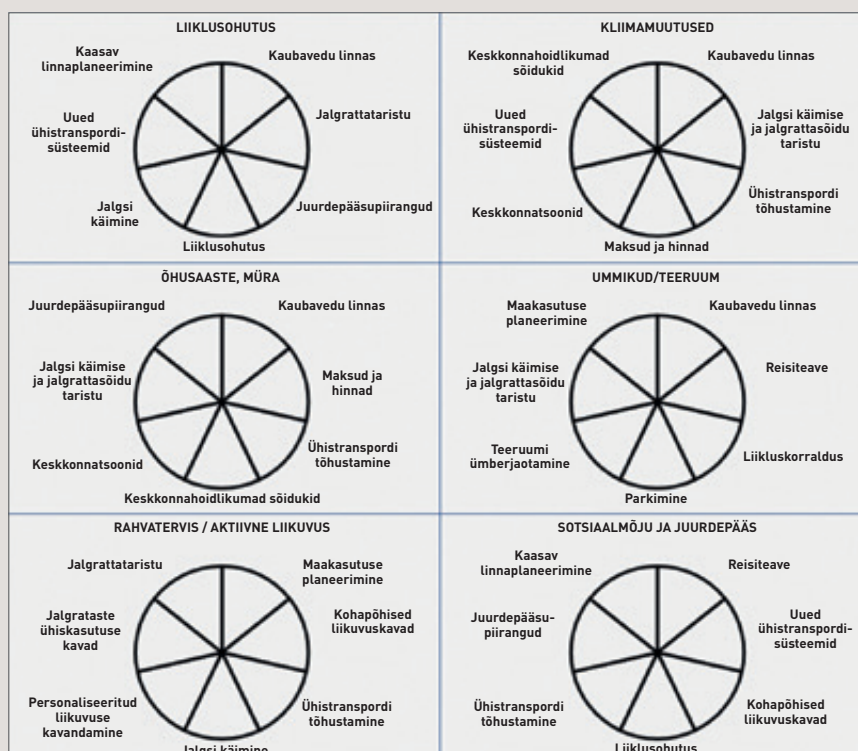 LIIKLUSOHUTUS
Kaasav
linnaplaneerimine
Kaubavedu linnas
Uued
ühistranspordi-
süsteemid
Jalgrattataristu
Jalgsi
käimine
Juurdepääsupiirangud
Liiklusohutus
KLIIMAMUUTUSED
Keskkonnahoidlikumad
sõidukid
Kaubavedu linnas
Uued
ühistranspordi-
süsteemid
Jalgsi käimise
ja jalgrattasõidu
taristu
Keskkonnatsoonid
Ühistranspordi
tõhustamine
Maksud ja hinnad
ÕHUSAASTE, MÜRA
Juurdepääsupiirangud
Kaubavedu linnas
Jalgsi käimise
ja jalgrattasõidu
taristu
Maksud ja
hinnad
Keskkonnatsoonid
Ühistranspordi
tõhustamine
Keskkonnahoidlikumad sõidukid
UMMIKUD/TEERUUM
Maakasutuse
planeerimine
Kaubavedu linnas
Jalgsi käimise
ja jalgrattasõidu
taristu
Reisiteave
Teeruumi
ümberjaotamine
Liikluskorraldus
Parkimine
RAHVATERVIS / AKTIIVNE LIIKUVUS
Jalgrattataristu
Maakasutuse
planeerimine
Jalgrataste
ühiskasutuse
kavad
Kohapõhised
liikuvuskavad
Personaliseeritud
liikuvuse
kavandamine
Ühistranspordi
tõhustamine
Jalgsi käimine
SOTSIAALMÕJU JA JUURDEPÄÄS
Kaasav
linnaplaneerimine
Reisiteave
Juurdepääsu-
piirangud
Uued
ühistranspordi-
süsteemid
Ühistranspordi
tõhustamine
Kohapõhised
liikuvuskavad
Liiklusohutus